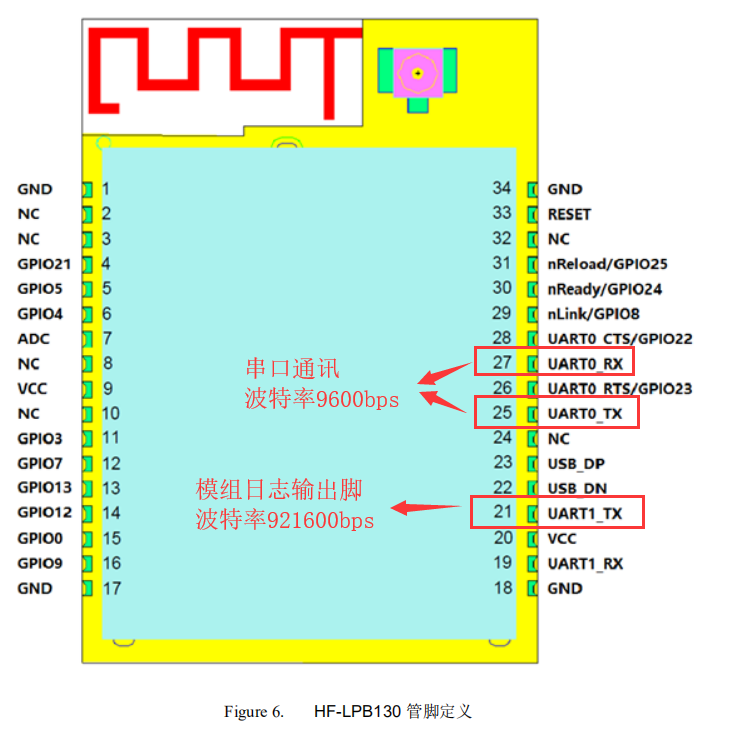 GND 1 34 GND
NC 2 33 RESET
NC 3 32 NC
GPIO21 4 31 nReload/GPIO25
GPIO5 5 30 nReady/GPIO24
GPIO4 6 29 nLink/GPIO8
ADC 7 28 UART0_CTS/GPIO22
NC 8 串口通讯 27 UART0_RX
VCC 9 波特率9600bps 26 UART0_RTS/GPIO23
NC 10 25 UART0_TX
GPIO3 11 24 NC
GPIO7 12 23 USB_DP
GPIO13 13 模组日志输出脚 22 USB_DN
GPIO12 14 波特率921600bps 21 UART1_TX
GPIO0 15 20 VCC
GPIO9 16 19 UART1_RX
GND 17 18 GND
Figure 6. HF-LPB130 管脚定义